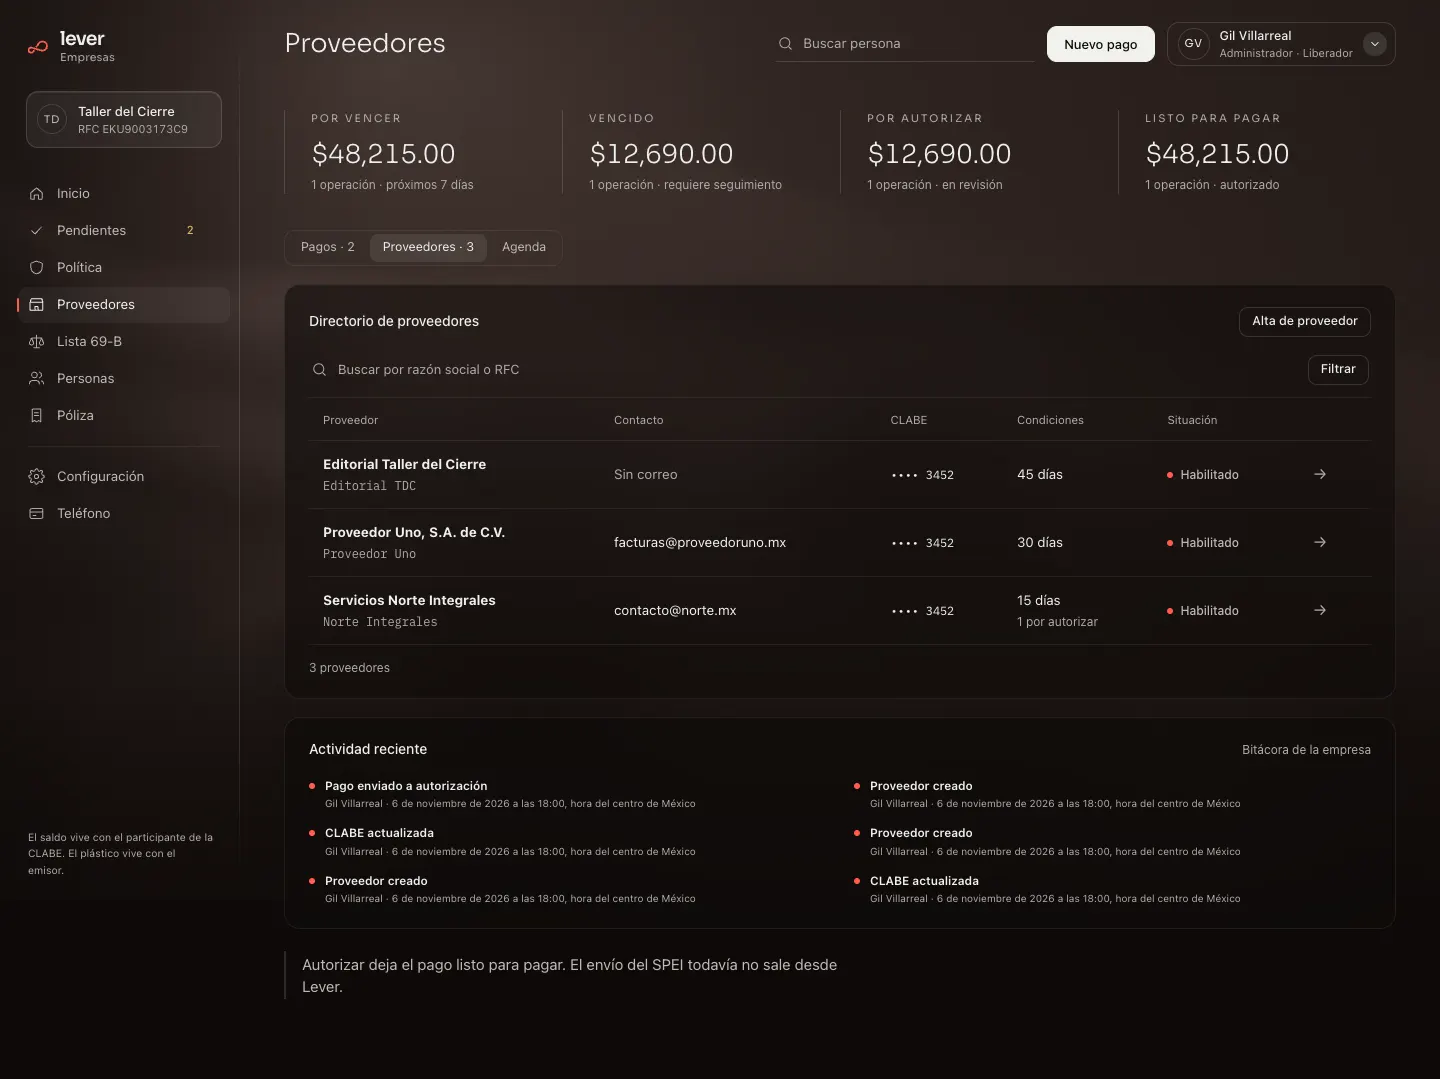 lever
Empresas
TD
Taller del Cierre
RFC EKU9003173C9
Inicio
Pendientes 2
Política
Proveedores
Lista 69-B
Personas
Póliza
Configuración
Teléfono
El saldo vive con el participante de la
CLABE. El plástico vive con el
emisor.
Proveedores
Buscar persona
Nuevo pago
GV
Gil Villarreal
Administrador · Liberador
POR VENCER
$48,215.00
1 operación · próximos 7 días
VENCIDO
$12,690.00
1 operación · requiere seguimiento
POR AUTORIZAR
$12,690.00
1 operación · en revisión
LISTO PARA PAGAR
$48,215.00
1 operación · autorizado
Pagos · 2 Proveedores · 3 Agenda
Directorio de proveedores
Alta de proveedor
Buscar por razón social o RFC
Filtrar
Proveedor Contacto CLABE Condiciones Situación
Editorial Taller del Cierre
Editorial TDC
Sin correo
•••• 3452
45 días
Habilitado
Proveedor Uno, S.A. de C.V.
Proveedor Uno
facturas@proveedoruno.mx
•••• 3452
30 días
Habilitado
Servicios Norte Integrales
Norte Integrales
contacto@norte.mx
•••• 3452
15 días
1 por autorizar
Habilitado
3 proveedores
Actividad reciente
Bitácora de la empresa
Pago enviado a autorización
Gil Villarreal · 6 de noviembre de 2026 a las 18:00, hora del centro de México
Proveedor creado
Gil Villarreal · 6 de noviembre de 2026 a las 18:00, hora del centro de México
CLABE actualizada
Gil Villarreal · 6 de noviembre de 2026 a las 18:00, hora del centro de México
Proveedor creado
Gil Villarreal · 6 de noviembre de 2026 a las 18:00, hora del centro de México
Proveedor creado
Gil Villarreal · 6 de noviembre de 2026 a las 18:00, hora del centro de México
CLABE actualizada
Gil Villarreal · 6 de noviembre de 2026 a las 18:00, hora del centro de México
Autorizar deja el pago listo para pagar. El envío del SPEI todavía no sale desde
Lever.